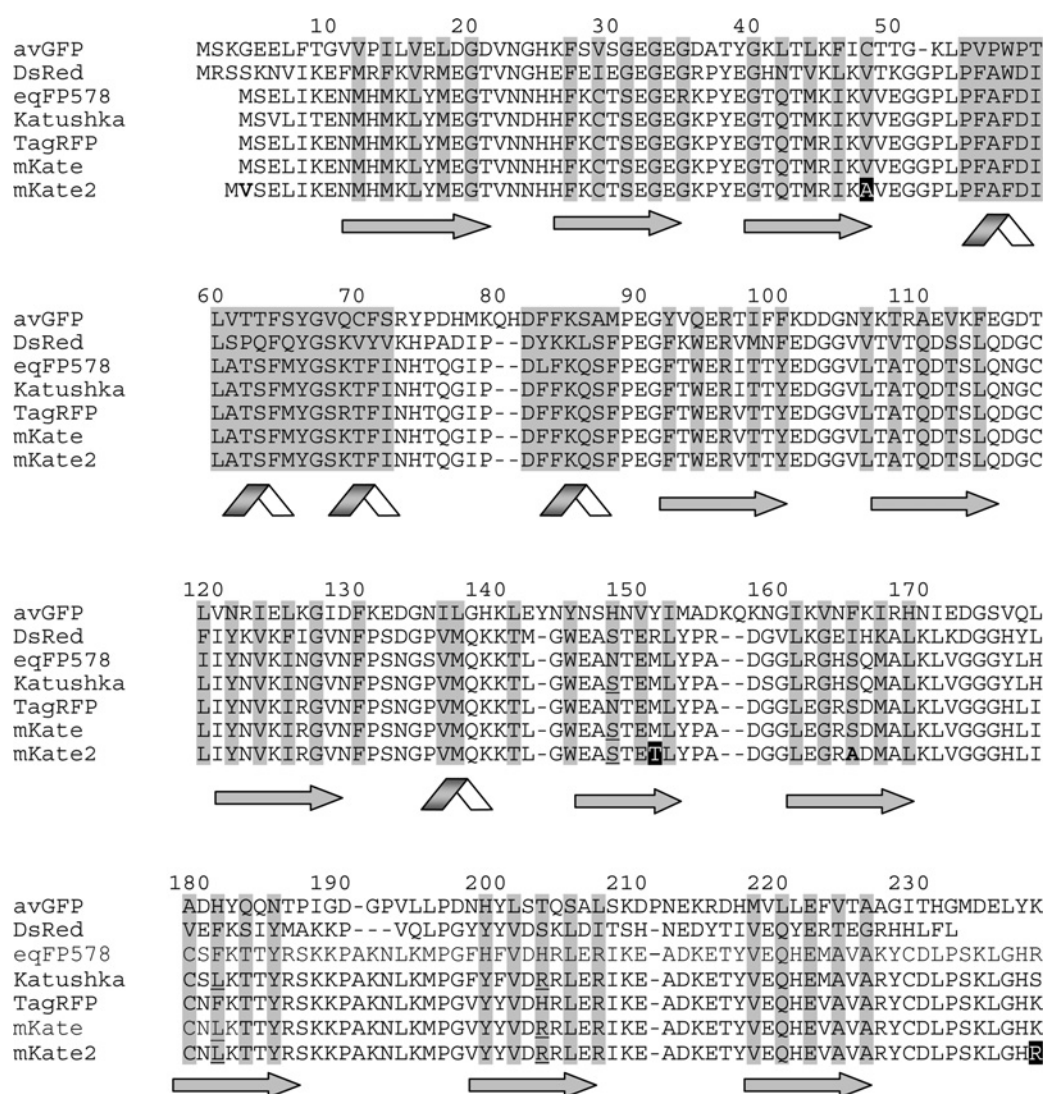 10 20 30 40 50
avGFP MSKGEELFTGVVPILVELDGDVNGHKFSVSGEGEGDATYGKLTLKFICTTG-KLPVPWPT
DsRed MRSSKNVIKEFMRFKVRMEGTVNGHEFEIEGEGEGRPYEGHNTVKLKVTKGGPLPFAWDI
eqFP578 MSELIKENMHMKLYMEGTVNNHHFKCTSEGERKPYEGTQTMKIKVVEGGPLPFAFDI
Katushka MSVLITENMHMKLYMEGTVNDHHFKCTSEGEGKPYEGTQTMKIKVVEGGPLPFAFDI
TagRFP MSELIKENMHMKLYMEGTVNNHHFKCTSEGEGKPYEGTQTMRIKVVEGGPLPFAFDI
mKate MSELIKENMHMKLYMEGTVNNHHFKCTSEGEGKPYEGTQTMRIKVVEGGPLPFAFDI
mKate2 MVSELIKENMHMKLYMEGTVNNHHFKCTSEGEGKPYEGTQTMRIKAVEGGPLPFAFDI
60 70 80 90 100 110
avGFP LVTTFSYGVQCFSRYPDHMKQHDFFKSAMPEGYVQERTIFFKDDGNYKTRAEVKFEGDT
DsRed LSPQFQYGSKVYVKHPADIP--DYKKLSFPEGFKWERVMNFEDGGVVTVTQDSSLQDGC
eqFP578 LATSFMYGSKTFINHTQGIP--DLFKQSFPEGFTWERITTYEDGGVLTATQDTSLQNGC
Katushka LATSFMYGSKTFINHTQGIP--DFFKQSFPEGFTWERITTYEDGGVLTATQDTSLQNGC
TagRFP LATSFMYGSRTFINHTQGIP--DFFKQSFPEGFTWERVTTYEDGGVLTATQDTSLQDGC
mKate LATSFMYGSKTFINHTQGIP--DFFKQSFPEGFTWERVTTYEDGGVLTATQDTSLQDGC
mKate2 LATSFMYGSKTFINHTQGIP--DFFKQSFPEGFTWERVTTYEDGGVLTATQDTSLQDGC
120 130 140 150 160 170
avGFP LVNRIELKGIDFKEDGNILGHKLEYNYNSHNVYIMADKQKNGIKVNFKIRHNIEDGSVQL
DsRed FIYKVKFIGVNFPSDGPVMQKKTM-GWEASTERLYPR--DGVLKGEIHKALKLKDGGHYL
eqFP578 IIYNVKINGVNFPSNGSVMQKKTL-GWEANTEMLYPA--DGGLRGHSQMALKLVGGGYLH
Katushka LIYNVKINGVNFPSNGPVMQKKTL-GWEASTEMLYPA--DSGLRGHSQMALKLVGGGYLH
TagRFP LIYNVKIRGVNFPSNGPVMQKKTL-GWEANTEMLYPA--DGGLEGRSDMALKLVGGGHLI
mKate LIYNVKIRGVNFPSNGPVMQKKTL-GWEASTEMLYPA--DGGLEGRSDMALKLVGGGHLI
mKate2 LIYNVKIRGVNFPSNGPVMQKKTL-GWEASTETLYPA--DGGLEGRADMALKLVGGGHLI
180 190 200 210 220 230
avGFP ADHYQQNTPIGD-GPVLLPDNHYLSTQSALSKDPNEKRDHMVLLEFVTAAGITHGMDELYK
DsRed VEFKSIYMAKKP---VQLPGYYYVDSKLDITSH-NEDYTIVEQYERTEGRHHLFL
eqFP578 CSFKTTYRSKKPAKNLKMPGFHFVDHRLERIKE-ADKETYVEQHEMAVAKYCDLPSKLGHR
Katushka CSLKTTYRSKKPAKNLKMPGFYFVDRRLERIKE-ADKETYVEQHEMAVAKYCDLPSKLGHS
TagRFP CNFKTTYRSKKPAKNLKMPGVYYVDHRLERIKE-ADKETYVEQHEVAVARYCDLPSKLGHK
mKate CNLKTTYRSKKPAKNLKMPGVYYVDRRLERIKE-ADKETYVEQHEVAVARYCDLPSKLGHK
mKate2 CNLKTTYRSKKPAKNLKMPGVYYVDRRLERIKE-ADKETYVEQHEVAVARYCDLPSKLGHR